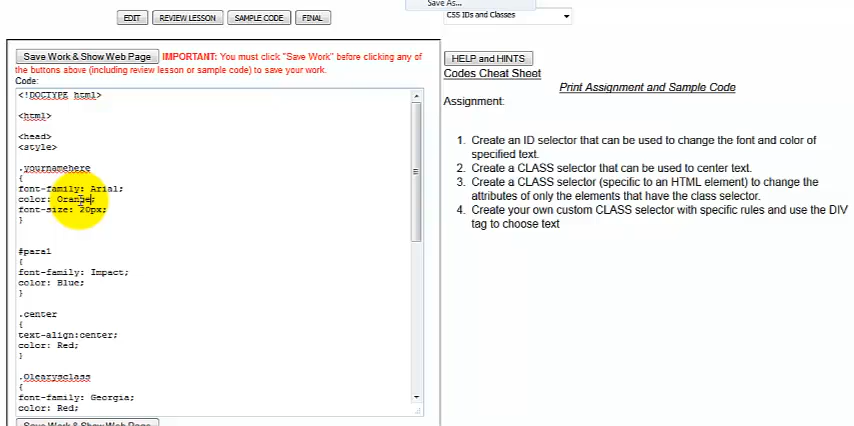 Save As...
EDIT REVIEW LESSON SAMPLE CODE FINAL CSS IDs and Classes
Save Work & Show Web Page IMPORTANT: You must click "Save Work" before clicking any of
the buttons above (including review lesson or sample code) to save your work.
Code:
<!DOCTYPE html>
<html>
<head>
<style>
.yournamehere
{
font-family: Arial;
color: Orange;
font-size: 20px;
}
#para1
{
font-family: Impact;
color: Blue;
}
.center
{
text-align:center;
color: Red;
}
.Olearysclass
{
font-family: Georgia;
color: Red;
Save Work & Show Web Page
HELP and HINTS
Codes Cheat Sheet
Print Assignment and Sample Code
Assignment:
1. Create an ID selector that can be used to change the font and color of
specified text.
2. Create a CLASS selector that can be used to center text.
3. Create a CLASS selector (specific to an HTML element) to change the
attributes of only the elements that have the class selector.
4. Create your own custom CLASS selector with specific rules and use the DIV
tag to choose text